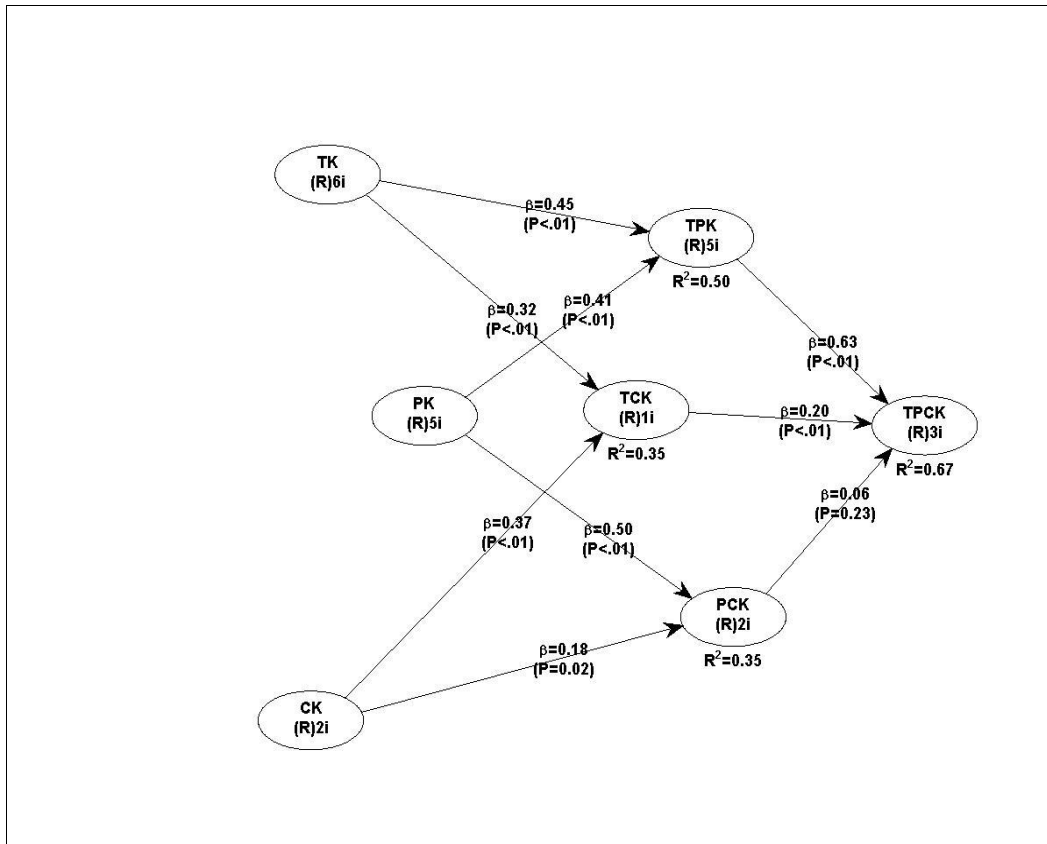 TK
(R)6i
β=0.45
(P<.01)
TPK
(R)5i
R²=0.50
β=0.32
(P<.01)
β=0.41
(P<.01)
β=0.63
(P<.01)
PK
(R)5i
TCK
(R)1i
R²=0.35
β=0.20
(P<.01)
TPCK
(R)3i
R²=0.67
β=0.06
(P=0.23)
β=0.37
(P<.01)
β=0.50
(P<.01)
PCK
(R)2i
R²=0.35
β=0.18
(P=0.02)
CK
(R)2i